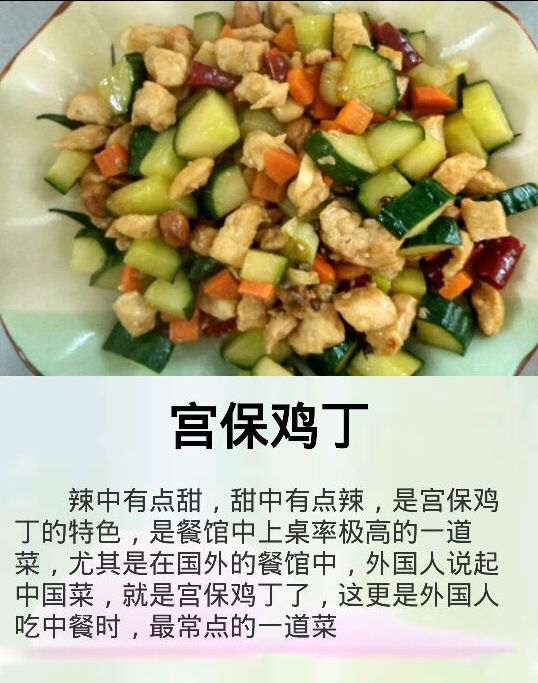 宫保鸡丁
辣中有点甜，甜中有点辣，是宫保鸡
丁的特色，是餐馆中上桌率极高的一道
菜，尤其是在国外的餐馆中，外国人说起
中国菜，就是宫保鸡丁了，这更是外国人
吃中餐时，最常点的一道菜